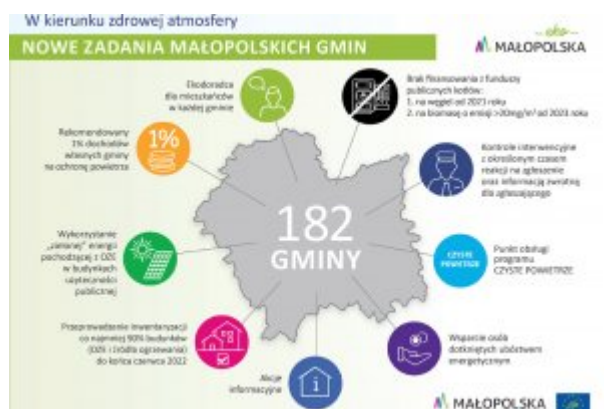 W kierunku zdrowej atmosfery
NOWE ZADANIA MAŁOPOLSKICH GMIN
eko
MAŁOPOLSKA
Ekodoradca
dla mieszkańców
w każdej gminie
Brak finansowania z funduszy
publicznych kotłów:
1. na węgiel od 2021 roku
2. na biomasę o emisji >20mg/m³ od 2023 roku
Rekomendowany
1% dochodów
własnych gminy
na ochronę powietrza
1%
Kontrole interwencyjne
z określonym czasem
reakcji na zgłoszenie
oraz informacją zwrotną
dla zgłaszającego
182
GMINY
Wykorzystanie
„zielonej" energii
pochodzącej z OZE
w budynkach
użyteczności
publicznej
CZYSTE
POWIETRZE
Punkt obsługi
programu
CZYSTE POWIETRZE
Przeprowadzenie inwentaryzacji
co najmniej 90% budynków
(OZE i źródła ogrzewania)
do końca czerwca 2022
Wsparcie osób
dotkniętych ubóstwem
energetycznym
Akcje
informacyjne
i
MAŁOPOLSKA